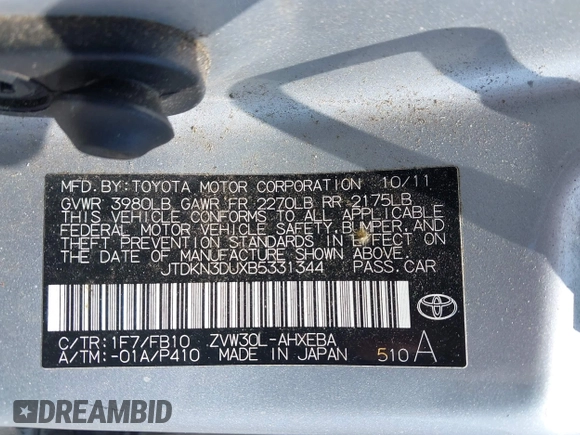 MFD.BY:TOYOTA MOTOR CORPORATION 10/11
GVWR 3980LB GAWR FR 2270LB RR 2175LB
THIS VEHICLE CONFORMS TO ALL APPLICABLE
FEDERAL MOTOR VEHICLE SAFETY, BUMPER, AND
THEFT PREVENTION STANDARDS IN EFFECT ON
THE DATE OF MANUFACTURE SHOWN ABOVE.
JTDKN3DUXB5331344 PASS.CAR
C/TR:1F7/FB10 ZVW30L-AHXEBA
A/TM:-01A/P410 MADE IN JAPAN 510 A
DREAMBID